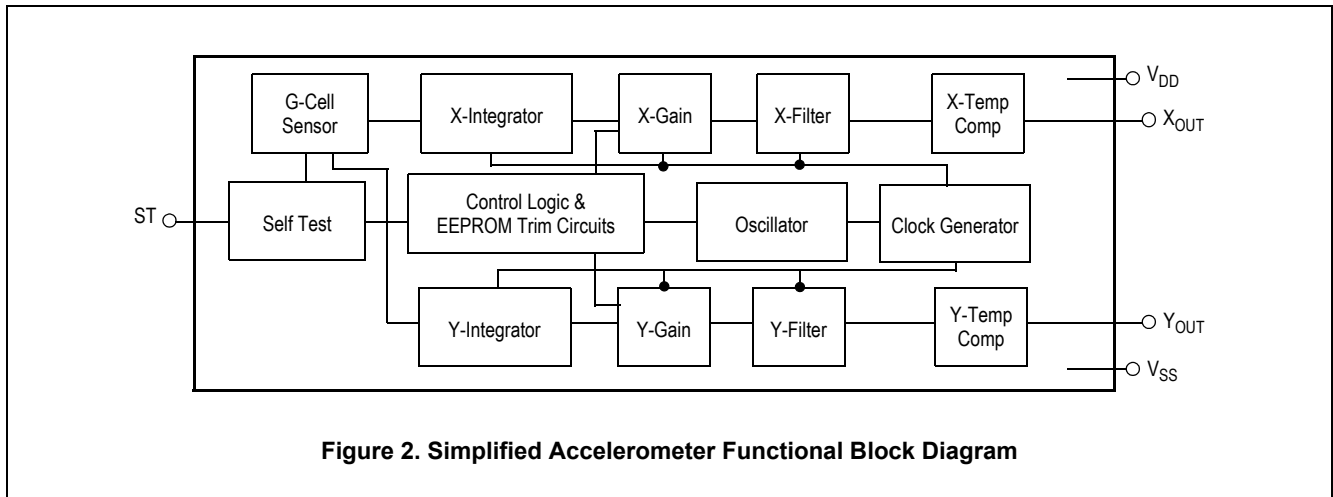 V_DD
G-Cell
Sensor
X-Integrator
X-Gain
X-Filter
X-Temp
Comp
X_OUT
ST
Self Test
Control Logic &
EEPROM Trim Circuits
Oscillator
Clock Generator
Y-Integrator
Y-Gain
Y-Filter
Y-Temp
Comp
Y_OUT
V_SS
Figure 2. Simplified Accelerometer Functional Block Diagram